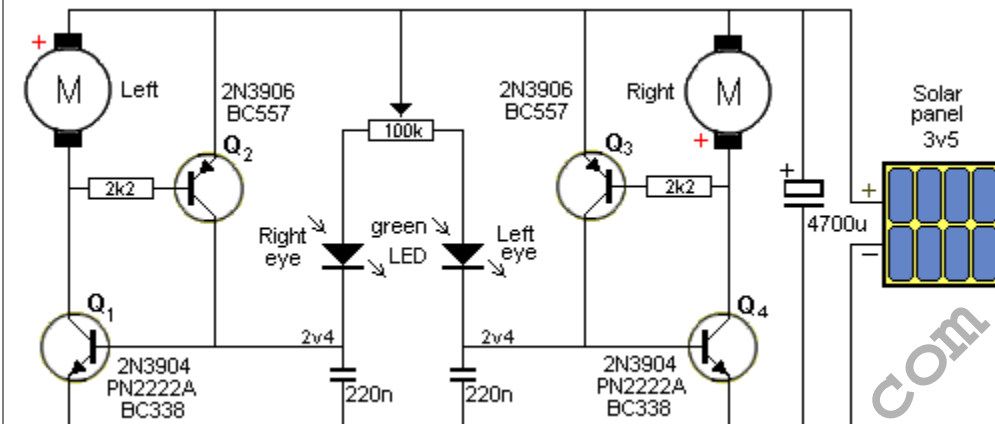 +
M
Left
2N3906
BC557
Q2
2k2
100k
2N3906
BC557
Q3
2k2
Right
M
+
Solar
panel
3v5
+
4700u
+
−
Right
eye
green
LED
Left
eye
Q1
2v4
2v4
Q4
2N3904
PN2222A
BC338
220n
220n
2N3904
PN2222A
BC338
com